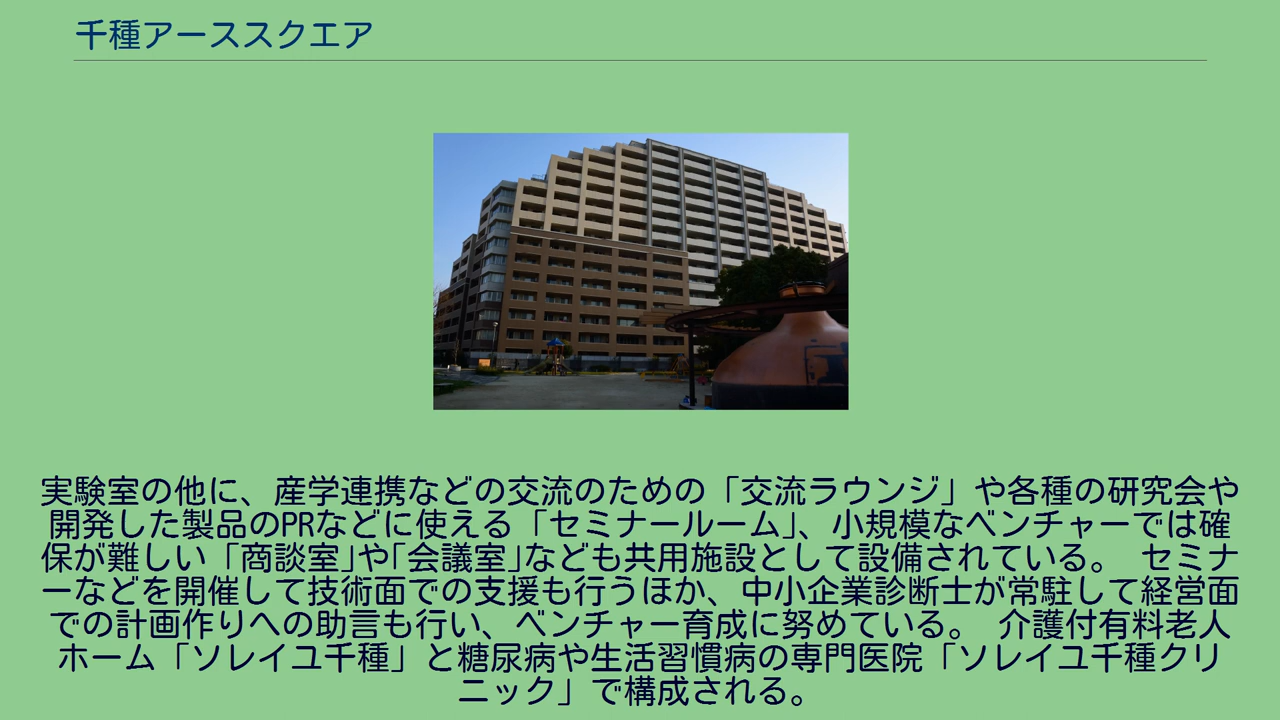 千種アーススクエア
実験室の他に、産学連携などの交流のための「交流ラウンジ」や各種の研究会や
開発した製品のPRなどに使える「セミナールーム」、小規模なベンチャーでは確
保が難しい「商談室」や「会議室」なども共用施設として設備されている。 セミナ
ーなどを開催して技術面での支援も行うほか、中小企業診断士が常駐して経営面
での計画作りへの助言も行い、ベンチャー育成に努めている。 介護付有料老人
ホーム「ソレイユ千種」と糖尿病や生活習慣病の専門医院「ソレイユ千種クリ
ニック」で構成される。